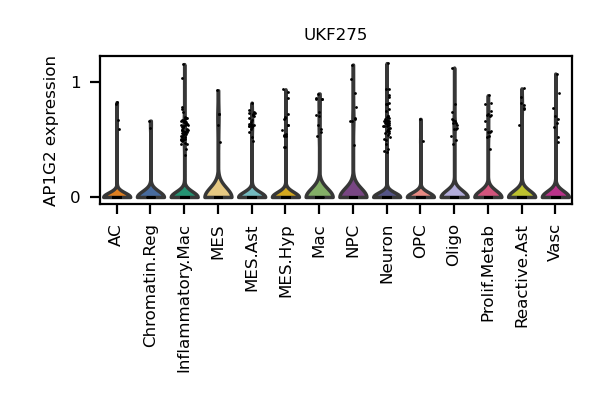 UKF275
AP1G2 expression
1
0
AC
Chromatin.Reg
Inflammatory.Mac
MES
MES.Ast
MES.Hyp
Mac
NPC
Neuron
OPC
Oligo
Prolif.Metab
Reactive.Ast
Vasc